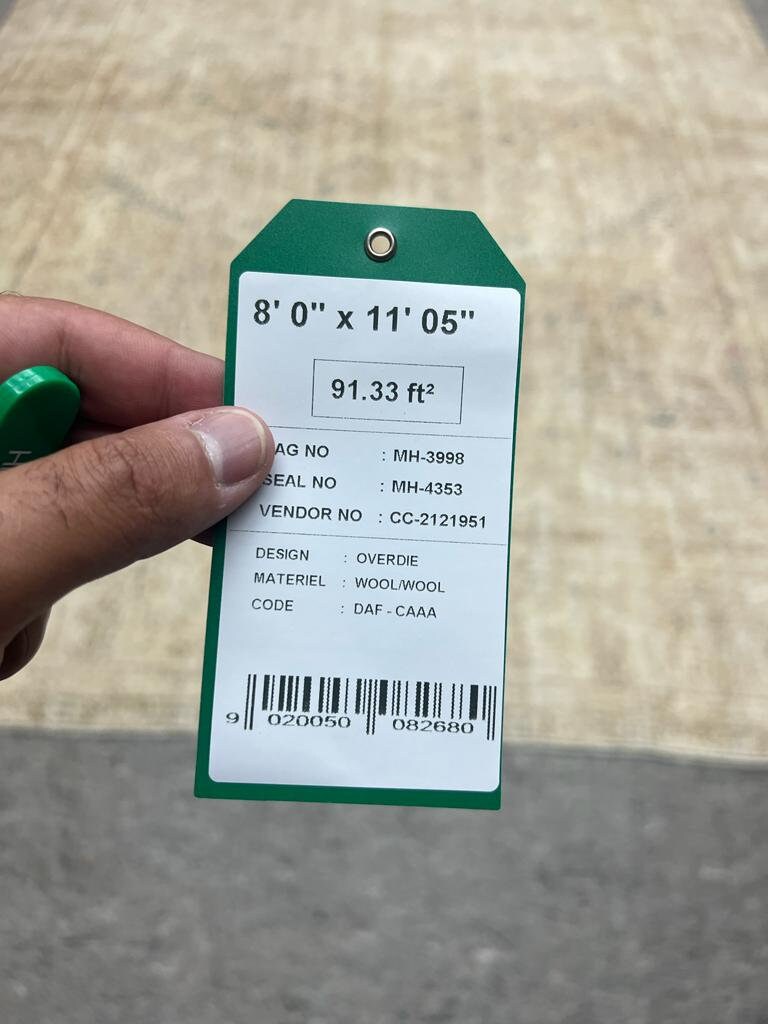 8' 0" x 11' 05"
91.33 ft²
AG NO : MH-3998
SEAL NO : MH-4353
VENDOR NO : CC-2121951
DESIGN : OVERDIE
MATERIEL : WOOL/WOOL
CODE : DAF - CAAA
9 020050 082680
H